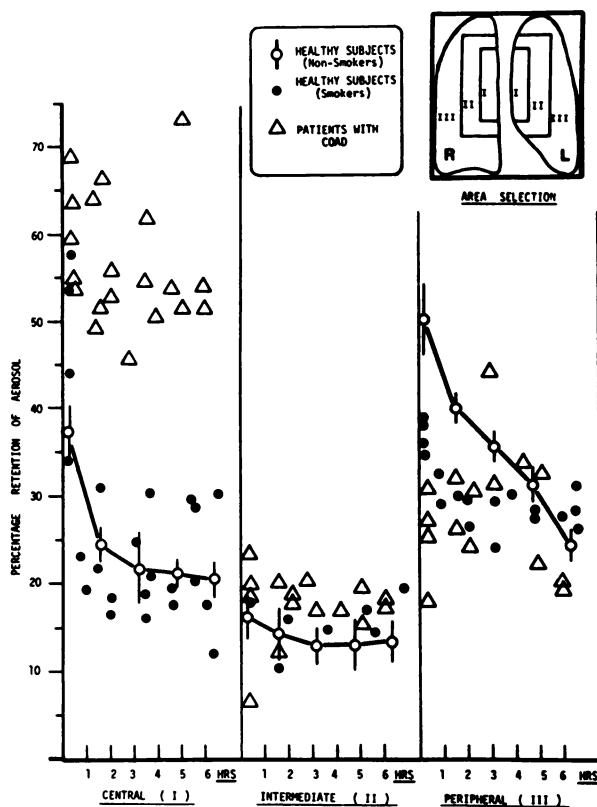 HEALTHY SUBJECTS
(Non-Smokers)
HEALTHY SUBJECTS
(Smokers)
PATIENTS WITH
COAD
I I
II II
III III
R L
AREA SELECTION
PERCENTAGE RETENTION OF AEROSOL
70
60
50
40
30
20
10
0
1 2 3 4 5 6 HRS
1 2 3 4 5 6 HRS
1 2 3 4 5 6 HRS
CENTRAL ( I )
INTERMEDIATE ( II )
PERIPHERAL ( III )